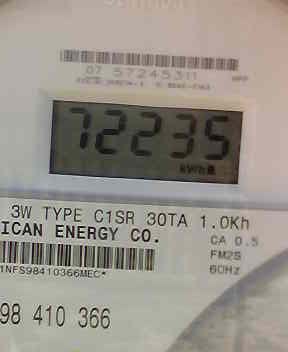 07 57245311
72235
kWh
3W TYPE C1SR 30TA 1.0Kh
ICAN ENERGY CO.
CA 0.5
FM2S
60Hz
1NFS98410366MEC*
98 410 366